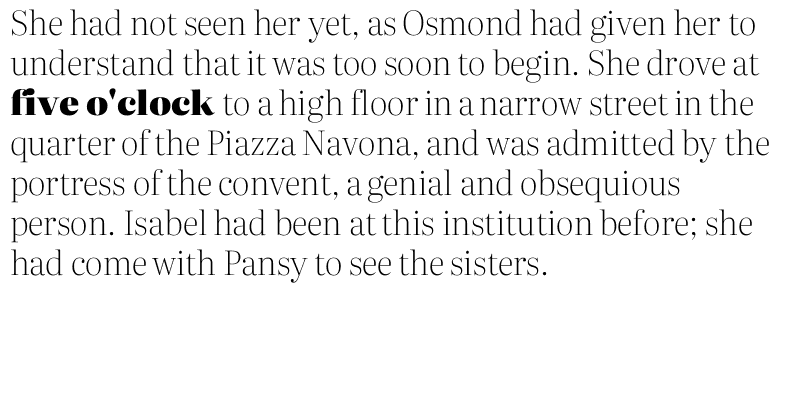 She had not seen her yet, as Osmond had given her to
understand that it was too soon to begin. She drove at
five o'clock to a high floor in a narrow street in the
quarter of the Piazza Navona, and was admitted by the
portress of the convent, a genial and obsequious
person. Isabel had been at this institution before; she
had come with Pansy to see the sisters.